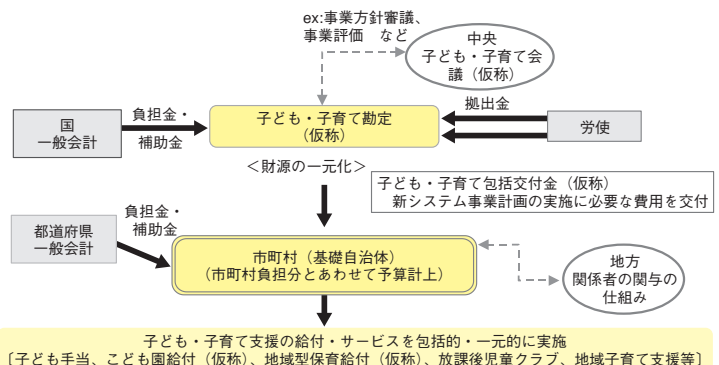 ex:事業方針審議、
事業評価　など
中央
子ども・子育て会
議（仮称）
国
一般会計
負担金・
補助金
子ども・子育て勘定
（仮称）
拠出金
労使
＜財源の一元化＞
子ども・子育て包括交付金（仮称）
新システム事業計画の実施に必要な費用を交付
都道府県
一般会計
負担金・
補助金
市町村（基礎自治体）
（市町村負担分とあわせて予算計上）
地方
関係者の関与の
仕組み
子ども・子育て支援の給付・サービスを包括的・一元的に実施
〔子ども手当、こども園給付（仮称）、地域型保育給付（仮称）、放課後児童クラブ、地域子育て支援等〕